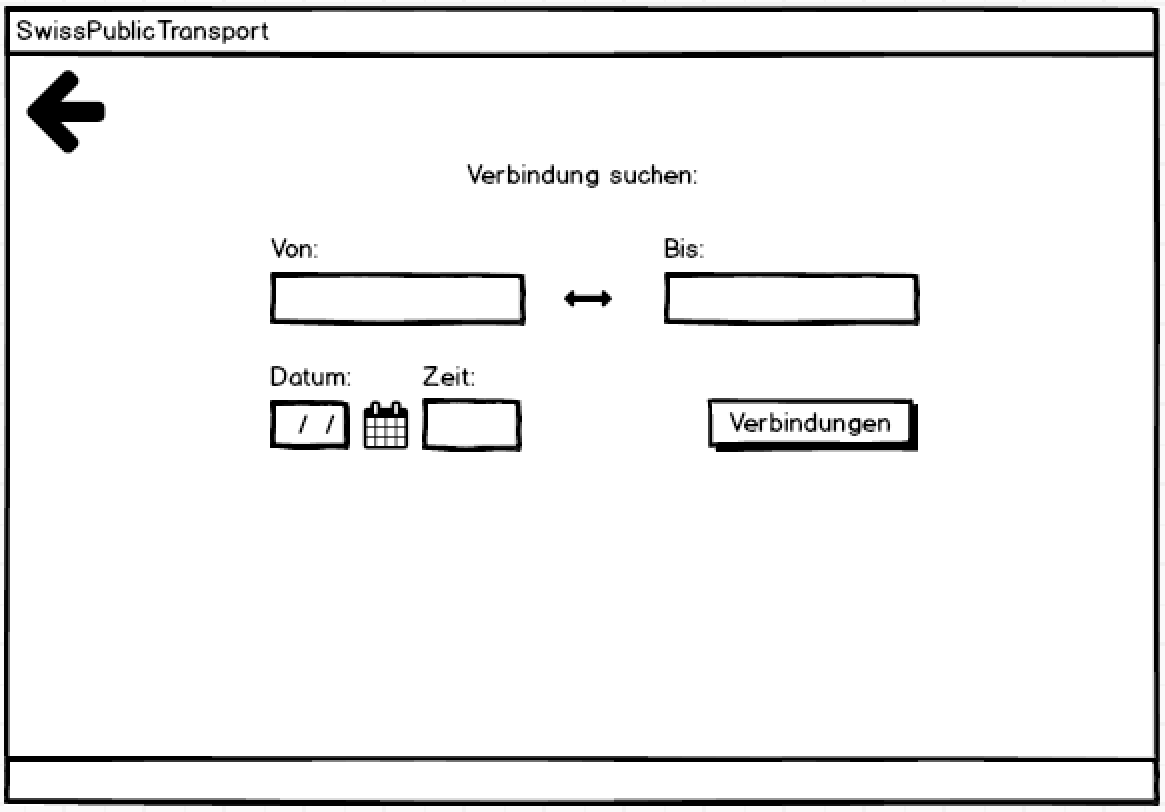 SwissPublicTransport
Verbindung suchen:
Von:
Bis:
Datum:
Zeit:
/ /
Verbindungen